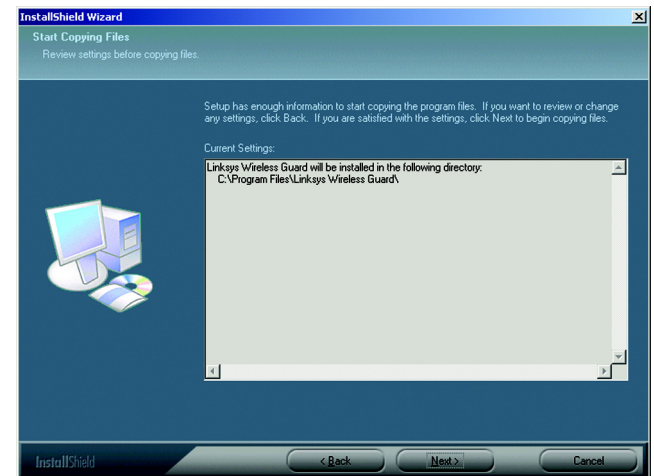 InstallShield Wizard
Start Copying Files
Review settings before copying files.
Setup has enough information to start copying the program files. If you want to review or change
any settings, click Back. If you are satisfied with the settings, click Next to begin copying files.
Current Settings:
Linksys Wireless Guard will be installed in the following directory:
C:\Program Files\Linksys Wireless Guard\
InstallShield
< Back
Next >
Cancel